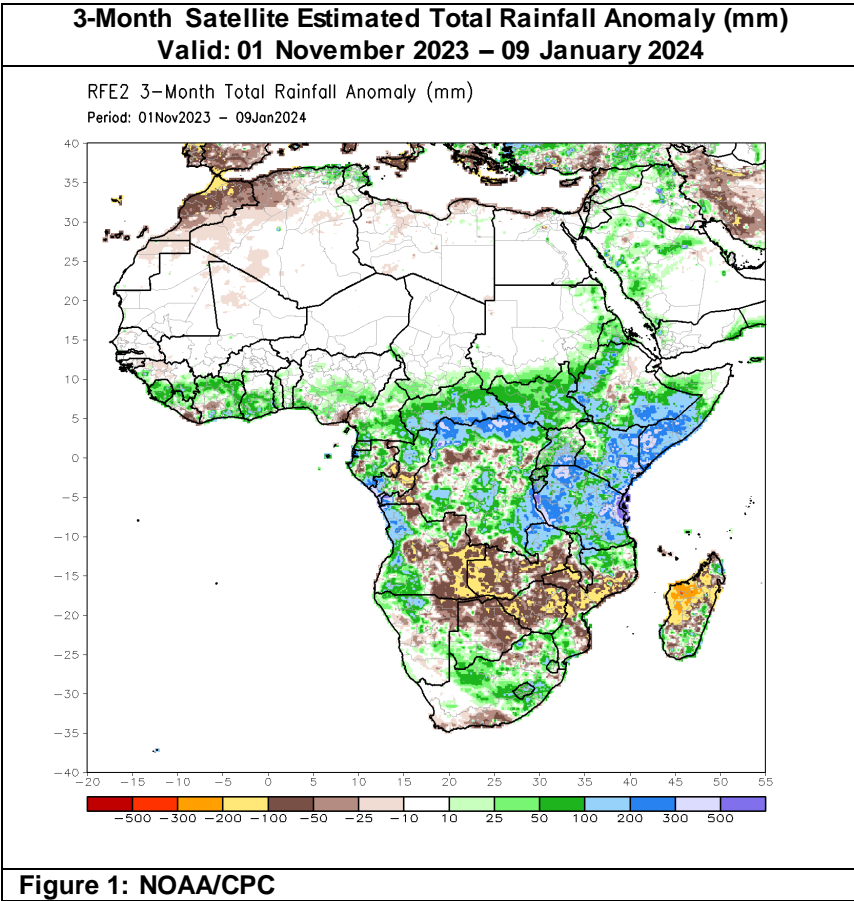 3-Month Satellite Estimated Total Rainfall Anomaly (mm)
Valid: 01 November 2023 – 09 January 2024
RFE2 3-Month Total Rainfall Anomaly (mm)
Period: 01Nov2023 – 09Jan2024
40
35
30
25
20
15
10
5
0
−5
−10
−15
−20
−25
−30
−35
−40
−20 −15 −10 −5 0 5 10 15 20 25 30 35 40 45 50 55
−500 −300 −200 −100 −50 −25 −10 10 25 50 100 200 300 500
Figure 1: NOAA/CPC